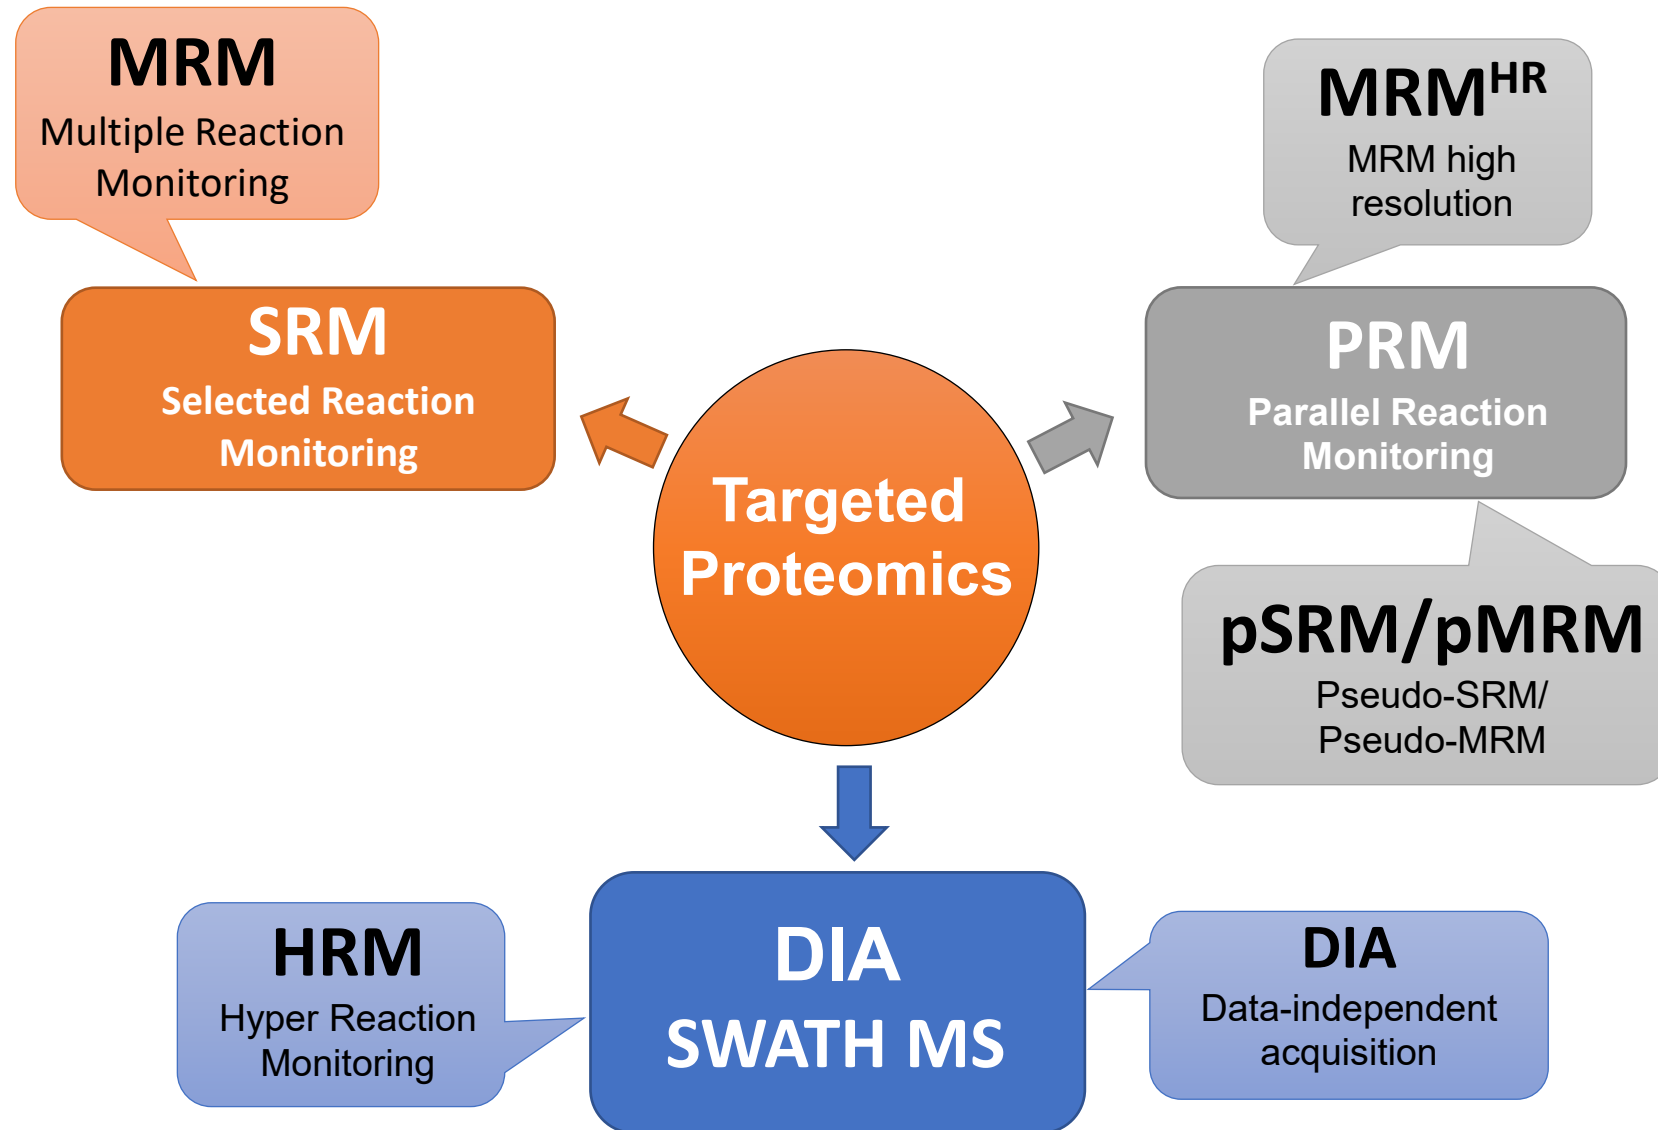 MRM
Multiple Reaction
Monitoring
SRM
Selected Reaction
Monitoring
MRMHR
MRM high
resolution
PRM
Parallel Reaction
Monitoring
pSRM/pMRM
Pseudo-SRM/
Pseudo-MRM
Targeted
Proteomics
HRM
Hyper Reaction
Monitoring
DIA
SWATH MS
DIA
Data-independent
acquisition